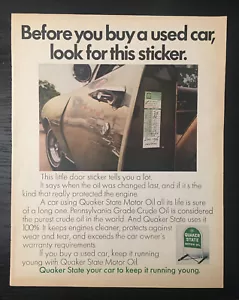 Before you buy a used car,
look for this sticker.
This little door sticker tells you a lot.
It says when the oil was changed last, and if it's
the kind that really protected the engine.
A car using Quaker State Motor Oil all its life is sure
of a long one. Pennsylvania Grade Crude Oil is considered
the purest crude oil in the world. And Quaker State uses it
100%. It keeps engines cleaner, protects against
wear and tear, and exceeds the car owner's
warranty requirements.
If you buy a used car, keep it running
young with Quaker State Motor Oil.
Quaker State your car to keep it running young.
QUAKER
STATE